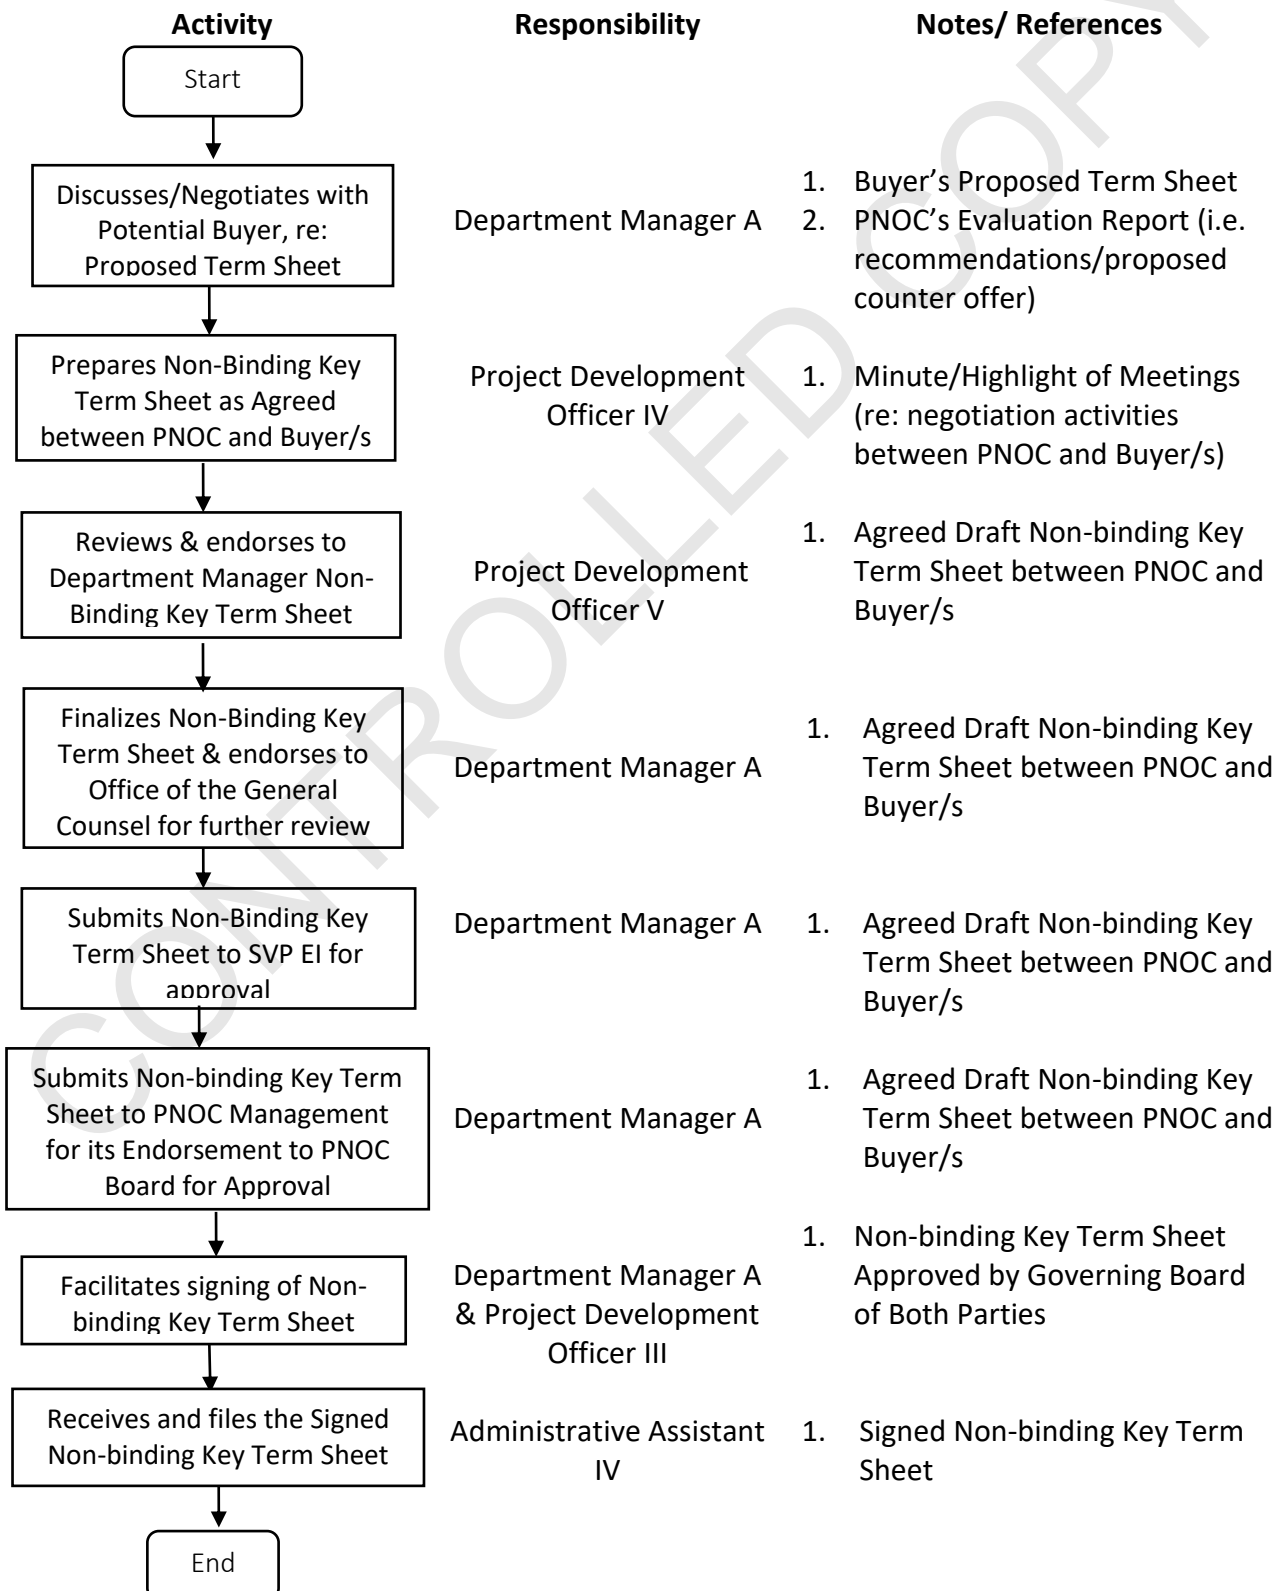 Activity
Responsibility
Notes/ References
Start
Discusses/Negotiates with
Potential Buyer, re:
Proposed Term Sheet
Department Manager A
1. Buyer’s Proposed Term Sheet
2. PNOC’s Evaluation Report (i.e.
recommendations/proposed
counter offer)
Prepares Non-Binding Key
Term Sheet as Agreed
between PNOC and Buyer/s
Project Development
Officer IV
1. Minute/Highlight of Meetings
(re: negotiation activities
between PNOC and Buyer/s)
Reviews & endorses to
Department Manager Non-
Binding Key Term Sheet
Project Development
Officer V
1. Agreed Draft Non-binding Key
Term Sheet between PNOC and
Buyer/s
Finalizes Non-Binding Key
Term Sheet & endorses to
Office of the General
Counsel for further review
Department Manager A
1. Agreed Draft Non-binding Key
Term Sheet between PNOC and
Buyer/s
Submits Non-Binding Key
Term Sheet to SVP EI for
approval
Department Manager A
1. Agreed Draft Non-binding Key
Term Sheet between PNOC and
Buyer/s
Submits Non-binding Key Term
Sheet to PNOC Management
for its Endorsement to PNOC
Board for Approval
Department Manager A
1. Agreed Draft Non-binding Key
Term Sheet between PNOC and
Buyer/s
Facilitates signing of Non-
binding Key Term Sheet
Department Manager A
& Project Development
Officer III
1. Non-binding Key Term Sheet
Approved by Governing Board
of Both Parties
Receives and files the Signed
Non-binding Key Term Sheet
Administrative Assistant
IV
1. Signed Non-binding Key Term
Sheet
End
CONTROLLED COPY